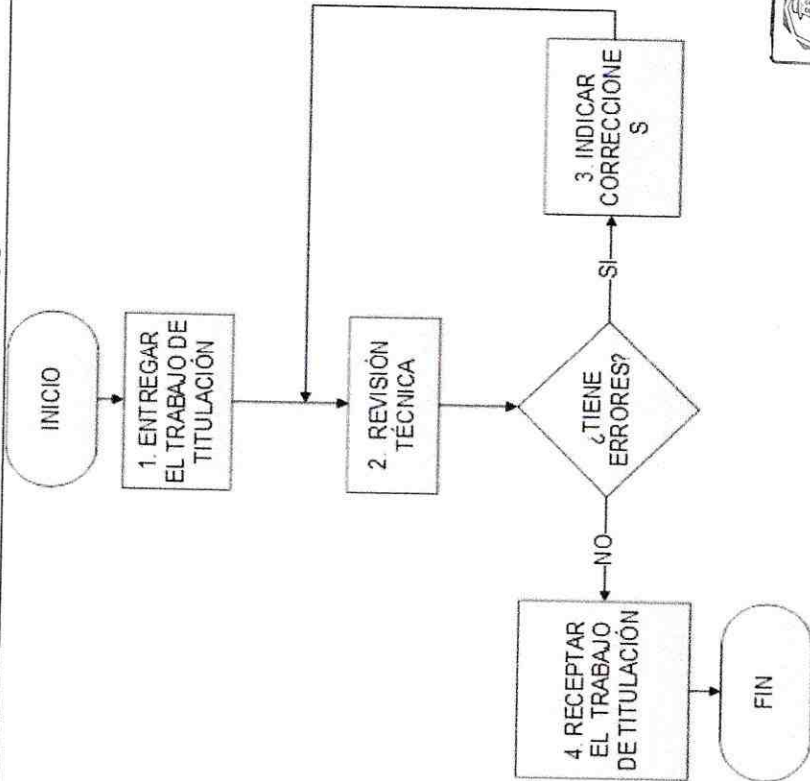 INICIO
1. ENTREGAR
EL TRABAJO DE
TITULACIÓN
2. REVISIÓN
TÉCNICA
¿TIENE
ERRORES?
SI
3. INDICAR
CORRECCIONE
S
NO
4. RECEPTAR
EL TRABAJO
DE TITULACIÓN
FIN